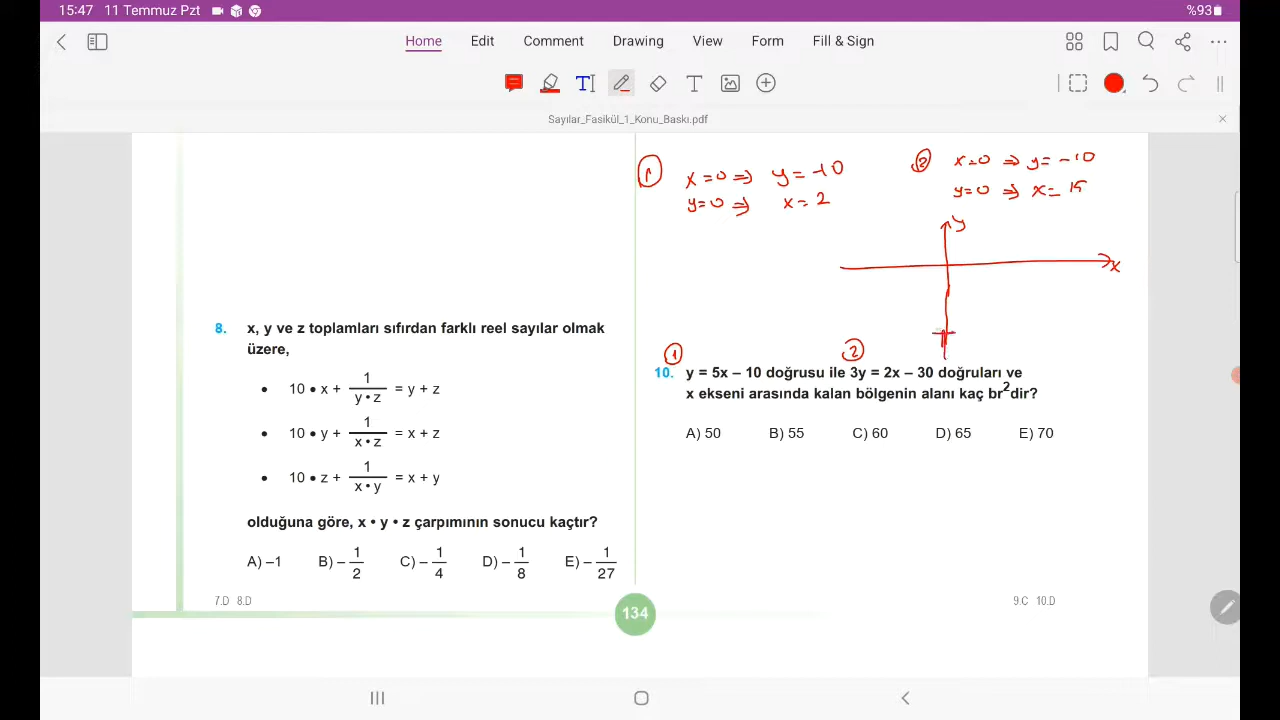 15:47 11 Temmuz Pzt %93
Home Edit Comment Drawing View Form Fill & Sign
Sayılar_Fasikül_1_Konu_Baskı.pdf
8. x, y ve z toplamları sıfırdan farklı reel sayılar olmak
üzere,
• 10 • x + 1/(y • z) = y + z
• 10 • y + 1/(x • z) = x + z
• 10 • z + 1/(x • y) = x + y
olduğuna göre, x • y • z çarpımının sonucu kaçtır?
A) –1 B) –1/2 C) –1/4 D) –1/8 E) –1/27
7.D 8.D
1 x=0 ⇒ y=-10
y=0 ⇒ x=2
2 x=0 ⇒ y=-10
y=0 ⇒ x=15
y
x
1 2
10. y = 5x – 10 doğrusu ile 3y = 2x – 30 doğruları ve
x ekseni arasında kalan bölgenin alanı kaç br²dir?
A) 50 B) 55 C) 60 D) 65 E) 70
9.C 10.D
134